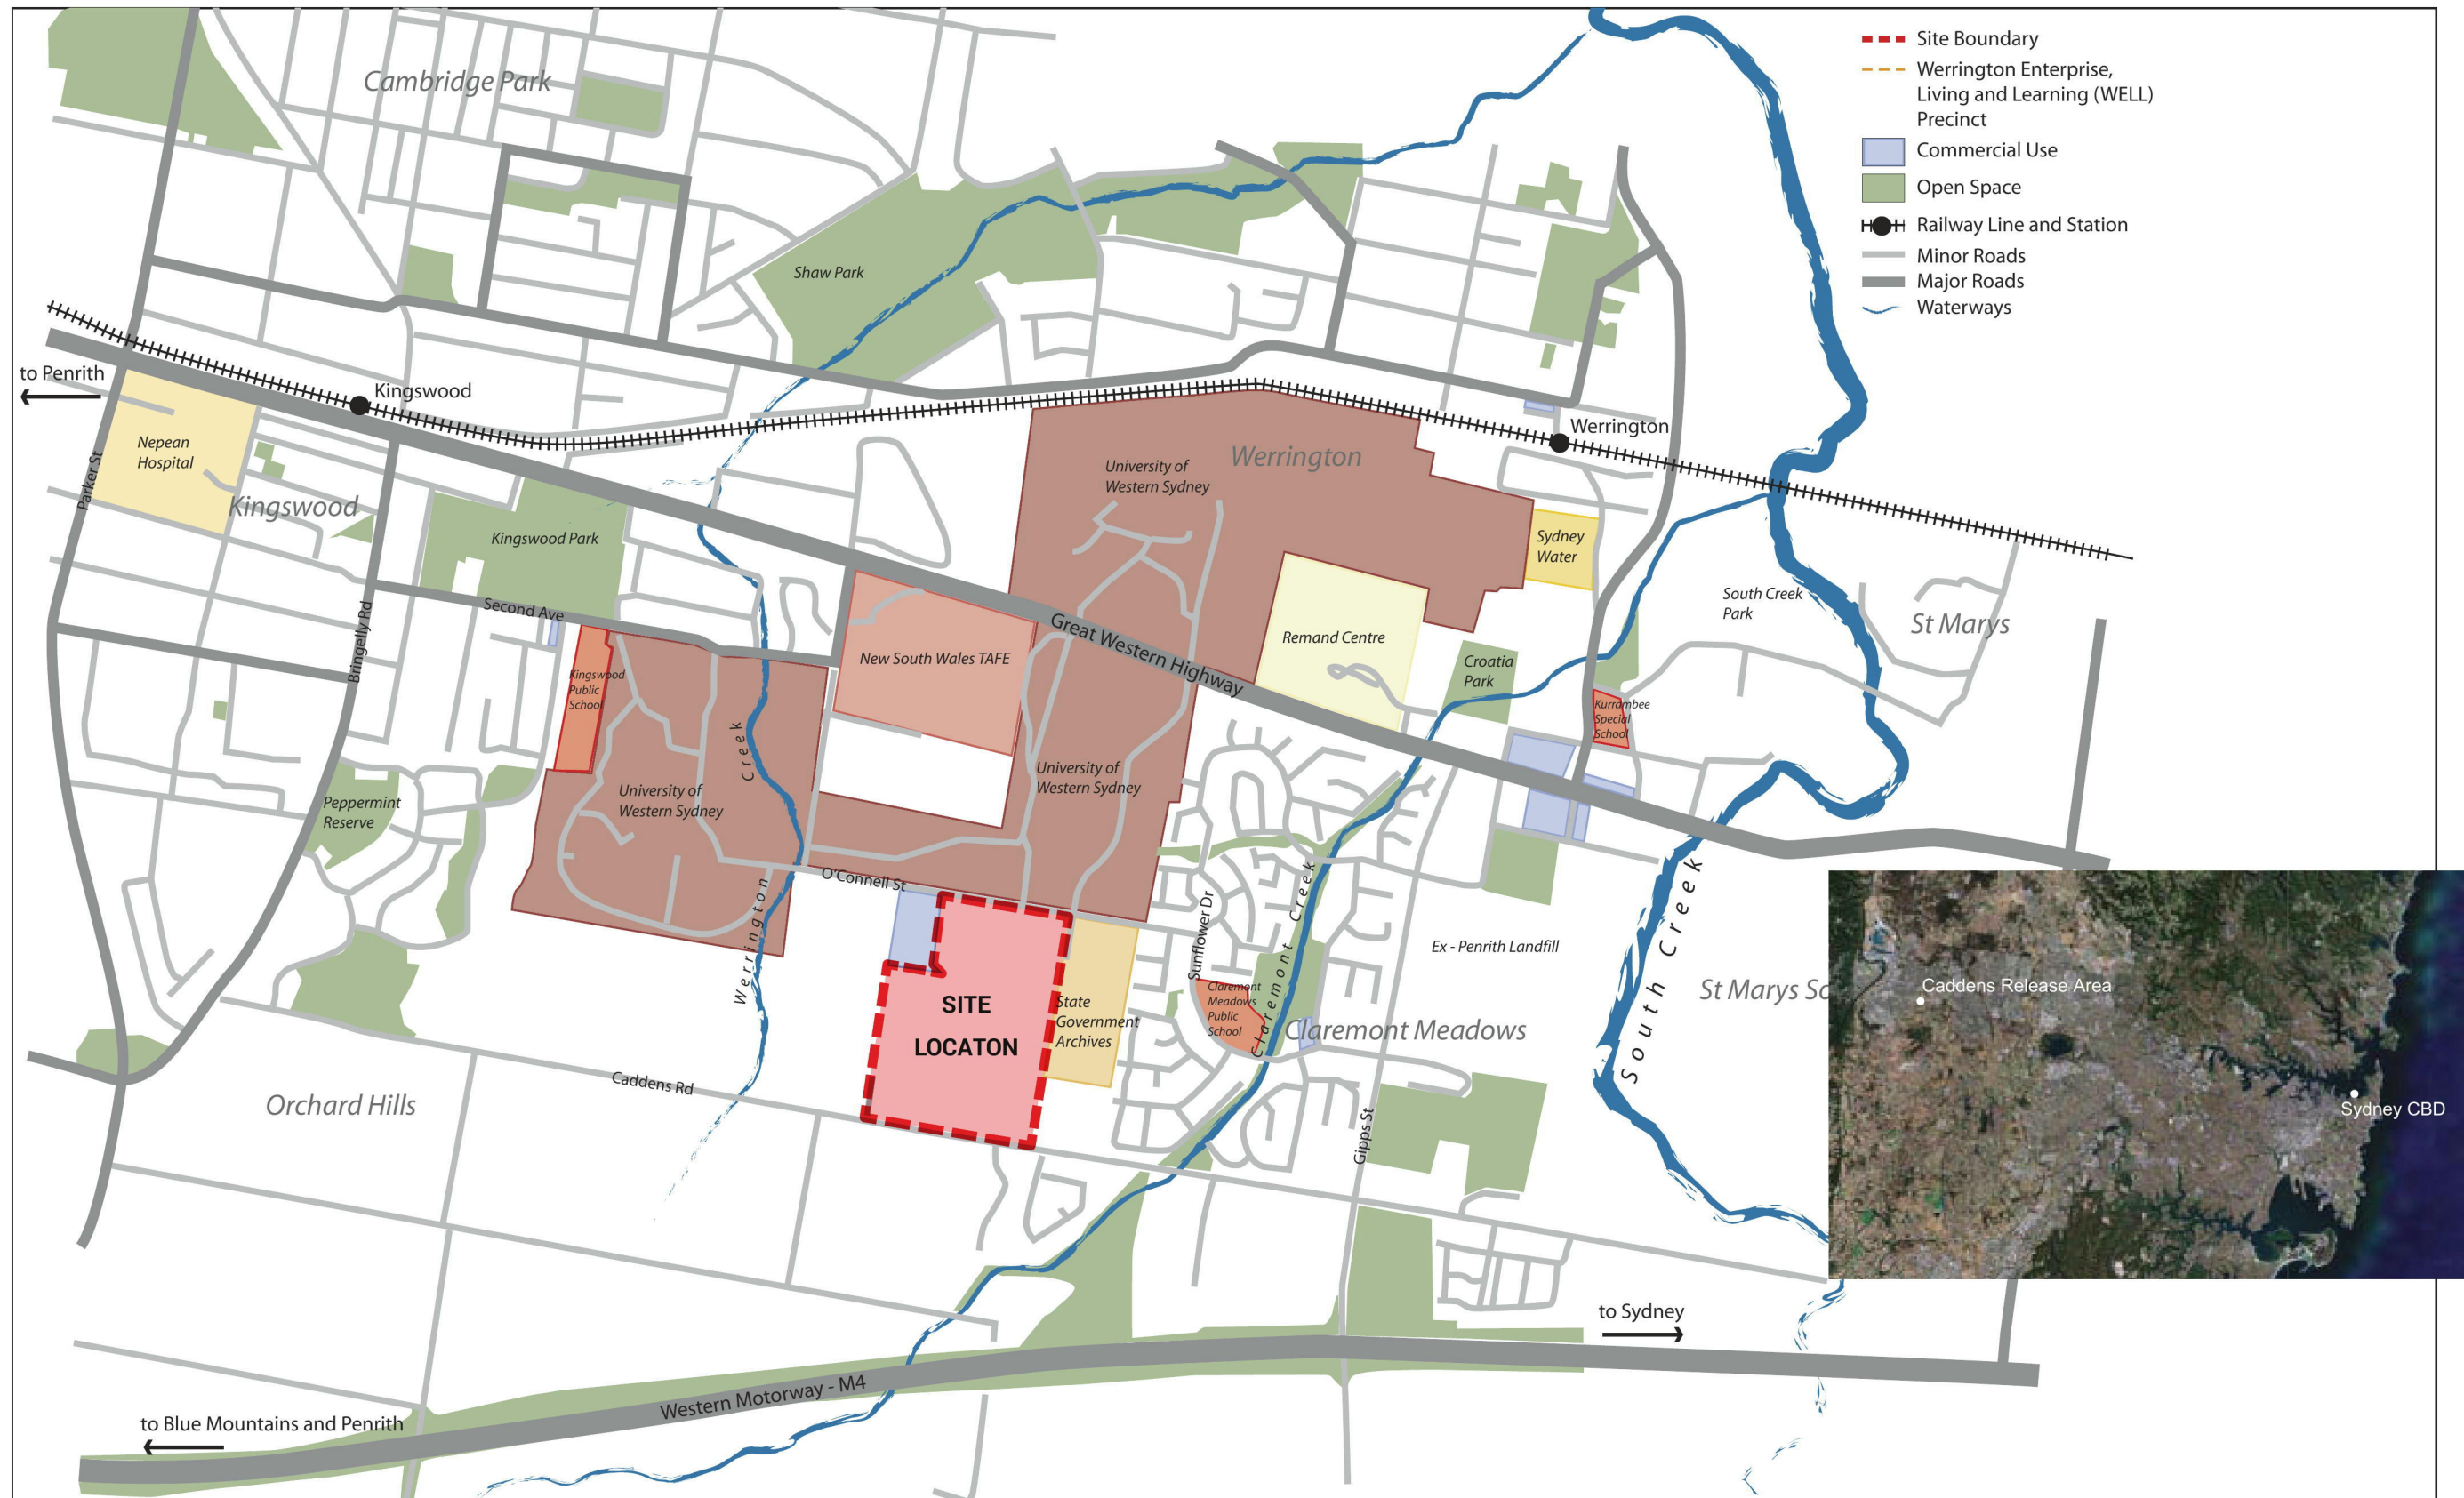 Site Boundary
Werrington Enterprise,
Living and Learning (WELL)
Precinct
Commercial Use
Open Space
Railway Line and Station
Minor Roads
Major Roads
Waterways
Cambridge Park
Shaw Park
to Penrith
Kingswood
Nepean
Hospital
Parker St
Kingswood
Kingswood Park
Werrington
Werrington
University of
Western Sydney
Sydney
Water
South Creek
Park
St Marys
Second Ave
Bringelly Rd
Kingswood
Public
School
New South Wales TAFE
Great Western Highway
Remand Centre
Croatia
Park
Kurrambee
Special
School
Peppermint
Reserve
University of
Western Sydney
Werrington Creek
University of
Western Sydney
O'Connell St
Sunflower Dr
Claremont Creek
Ex - Penrith Landfill
South Creek
St Marys So
SITE
LOCATON
State
Government
Archives
Claremont
Meadows
Public
School
Claremont Meadows
Caddens Release Area
Sydney CBD
Orchard Hills
Caddens Rd
Gipps St
to Sydney
Western Motorway - M4
to Blue Mountains and Penrith